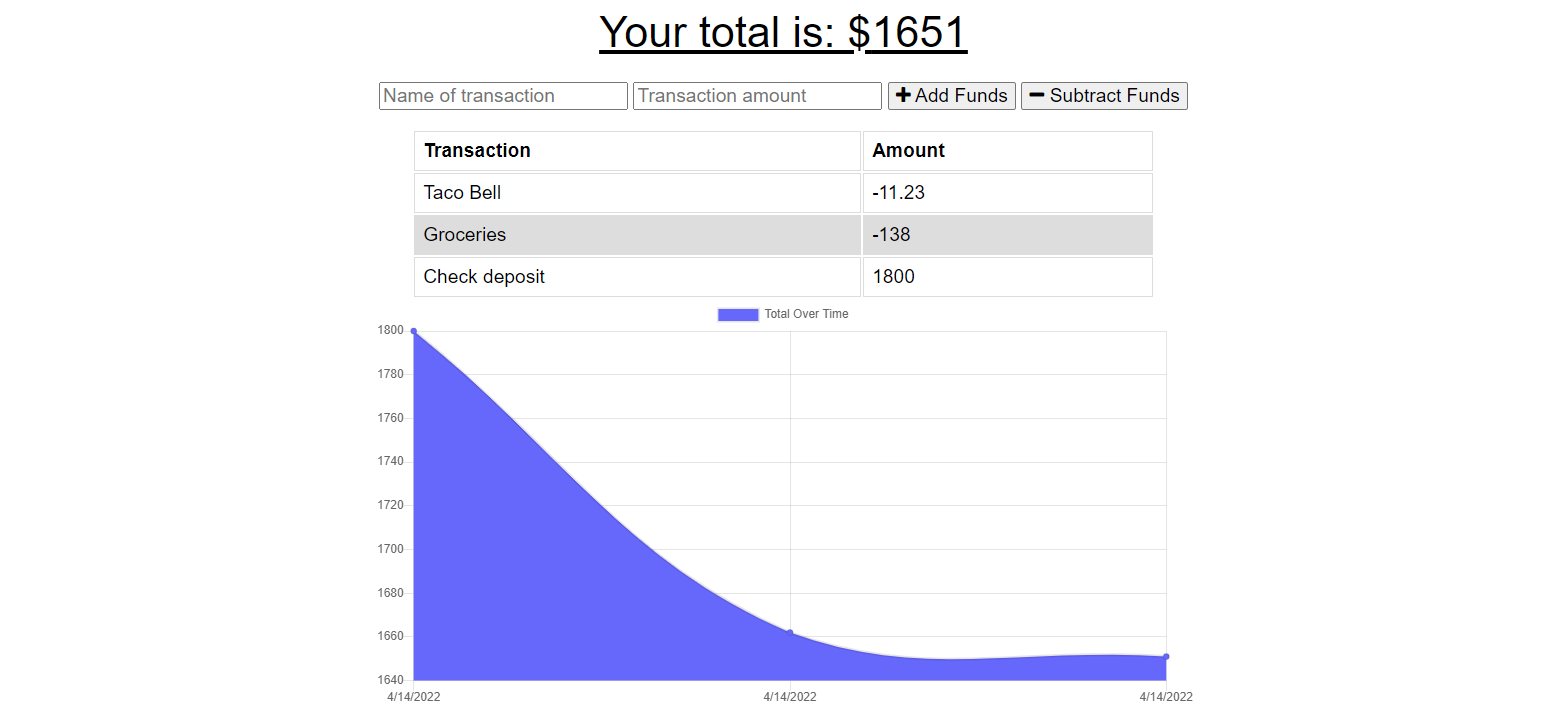 Your total is: $1651
Name of transaction Transaction amount Add Funds Subtract Funds
Transaction Amount
Taco Bell -11.23
Groceries -138
Check deposit 1800
Total Over Time
1800
1780
1760
1740
1720
1700
1680
1660
1640
4/14/2022 4/14/2022 4/14/2022